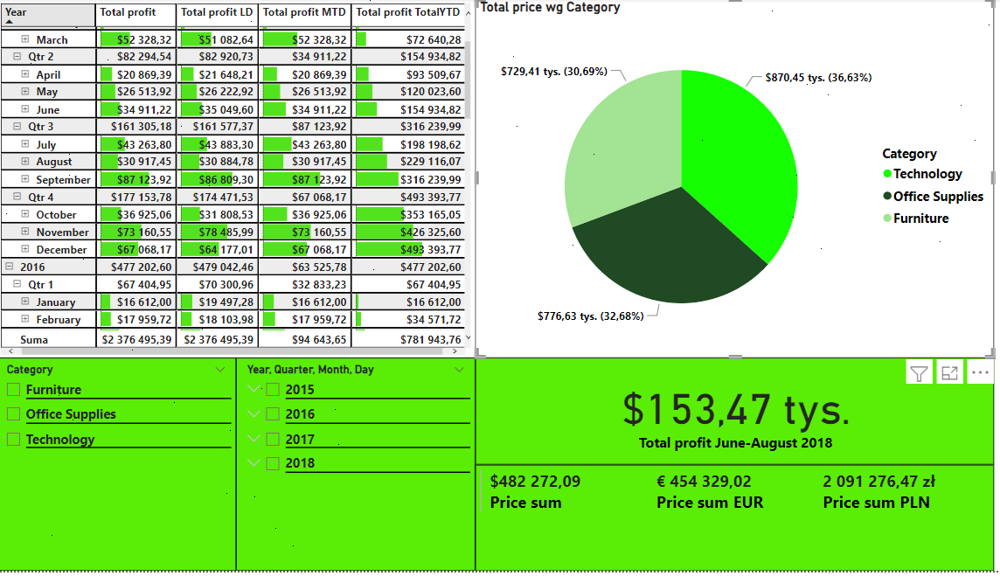 Year Total profit Total profit LD Total profit MTD Total profit TotalYTD
March $52 328,32 $51 082,64 $52 328,32 $72 640,28
Qtr 2 $82 294,54 $82 920,73 $34 911,22 $154 934,82
April $20 869,39 $21 648,21 $20 869,39 $93 509,67
May $26 513,92 $26 222,92 $26 513,92 $120 023,60
June $34 911,22 $35 049,60 $34 911,22 $154 934,82
Qtr 3 $161 305,18 $161 577,37 $87 123,92 $316 239,99
July $43 263,80 $43 883,30 $43 263,80 $198 198,62
August $30 917,45 $30 884,78 $30 917,45 $229 116,07
September $87 123,92 $86 809,30 $87 123,92 $316 239,99
Qtr 4 $177 153,78 $174 471,53 $67 068,17 $493 393,77
October $36 925,06 $31 808,53 $36 925,06 $353 165,05
November $73 160,55 $78 485,99 $73 160,55 $426 325,60
December $67 068,17 $64 177,01 $67 068,17 $493 393,77
2016 $477 202,60 $479 042,46 $63 525,78 $477 202,60
Qtr 1 $67 404,95 $70 300,96 $32 833,23 $67 404,95
January $16 612,00 $19 497,28 $16 612,00 $16 612,00
February $17 959,72 $18 103,98 $17 959,72 $34 571,72
Suma $2 376 495,39 $2 376 495,39 $94 643,65 $781 943,76
Total price wg Category
$729,41 tys. (30,69%)
$870,45 tys. (36,63%)
$776,63 tys. (32,68%)
Category
Technology
Office Supplies
Furniture
Category
Furniture
Office Supplies
Technology
Year, Quarter, Month, Day
2015
2016
2017
2018
$153,47 tys.
Total profit June-August 2018
$482 272,09 € 454 329,02 2 091 276,47 zł
Price sum Price sum EUR Price sum PLN